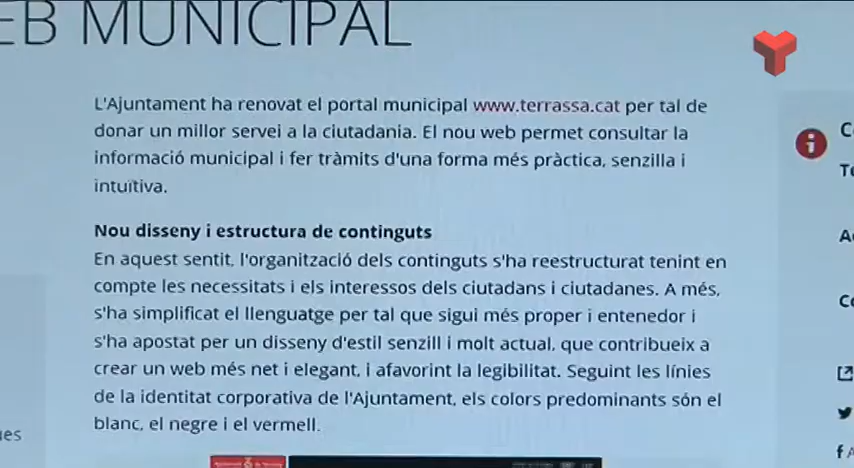 EB MUNICIPAL
L'Ajuntament ha renovat el portal municipal www.terrassa.cat per tal de
donar un millor servei a la ciutadania. El nou web permet consultar la
informació municipal i fer tràmits d'una forma més pràctica, senzilla i
intuïtiva.
Nou disseny i estructura de continguts
En aquest sentit, l'organització dels continguts s'ha reestructurat tenint en
compte les necessitats i els interessos dels ciutadans i ciutadanes. A més,
s'ha simplificat el llenguatge per tal que sigui més proper i entenedor i
s'ha apostat per un disseny d'estil senzill i molt actual, que contribueix a
crear un web més net i elegant, i afavorint la legibilitat. Seguint les línies
de la identitat corporativa de l'Ajuntament, els colors predominants són el
blanc, el negre i el vermell.